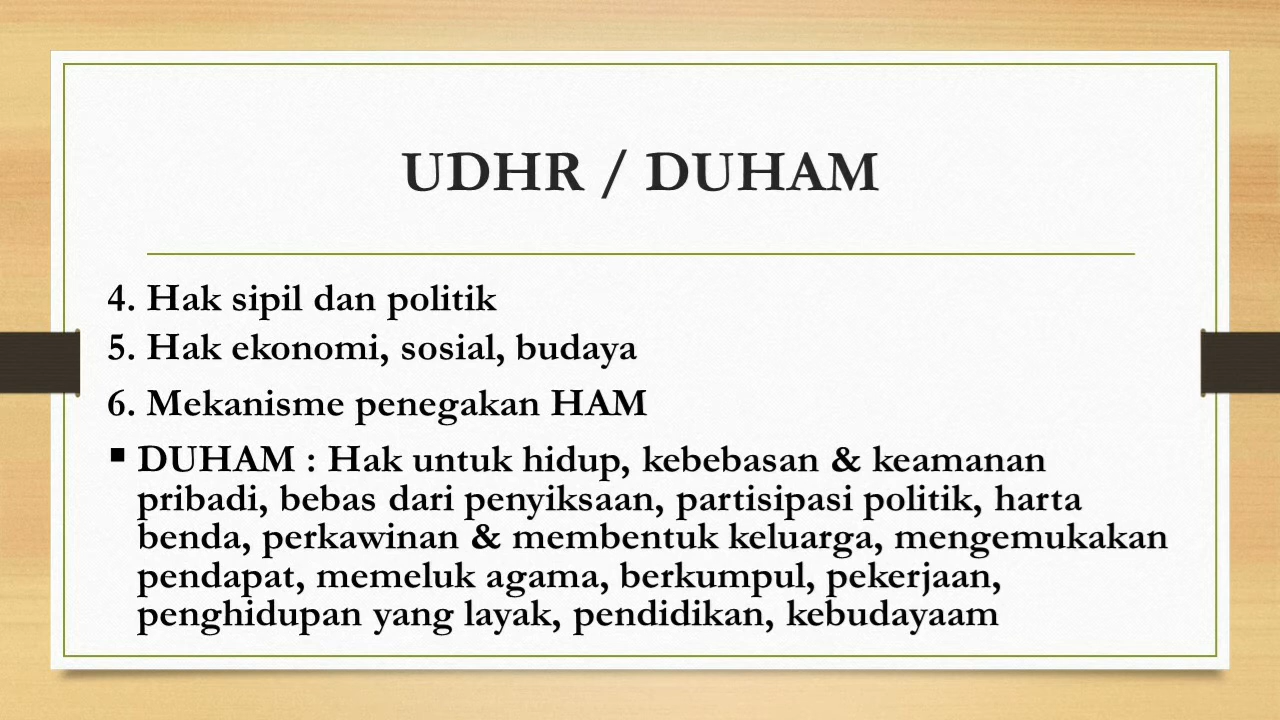 UDHR / DUHAM
4. Hak sipil dan politik
5. Hak ekonomi, sosial, budaya
6. Mekanisme penegakan HAM
▪ DUHAM : Hak untuk hidup, kebebasan & keamanan
pribadi, bebas dari penyiksaan, partisipasi politik, harta
benda, perkawinan & membentuk keluarga, mengemukakan
pendapat, memeluk agama, berkumpul, pekerjaan,
penghidupan yang layak, pendidikan, kebudayaam